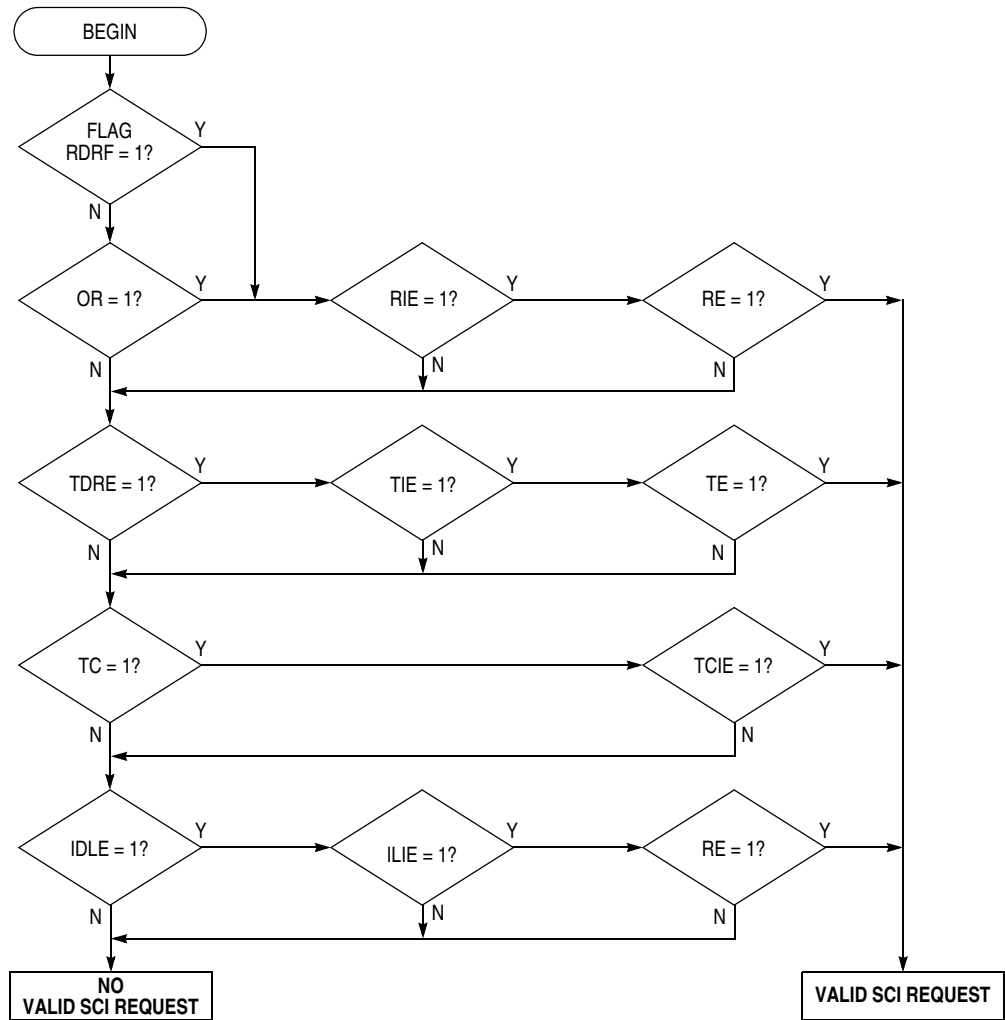 BEGIN
FLAG
RDRF = 1?
Y
N
OR = 1?
Y
RIE = 1?
Y
RE = 1?
Y
N
N
N
TDRE = 1?
Y
TIE = 1?
Y
TE = 1?
Y
N
N
N
TC = 1?
Y
TCIE = 1?
Y
N
N
IDLE = 1?
Y
ILIE = 1?
Y
RE = 1?
Y
N
N
N
NO
VALID SCI REQUEST
VALID SCI REQUEST